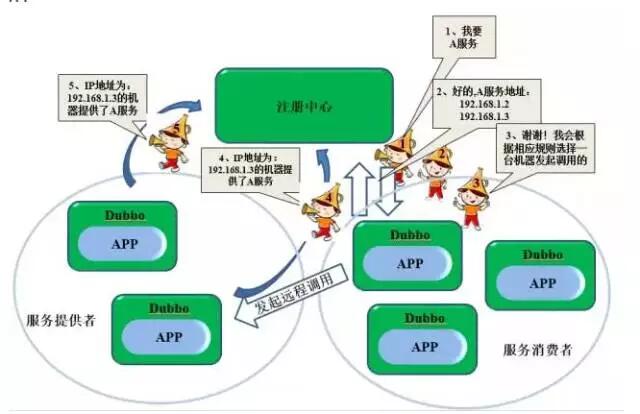 1、我要
A服务
5、IP地址为：
192.168.1.3的机
器提供了A服务
注册中心
2、好的,A服务地址：
192.168.1.2
192.168.1.3
3、谢谢！我会根
据相应规则选择一
台机器发起调用的
4、IP地址为：
192.168.1.3的机器提
供了A服务
5
1
2
3
4
Dubbo
APP
Dubbo
APP
Dubbo
APP
发起远程调用
Dubbo
APP
Dubbo
APP
服务提供者
服务消费者